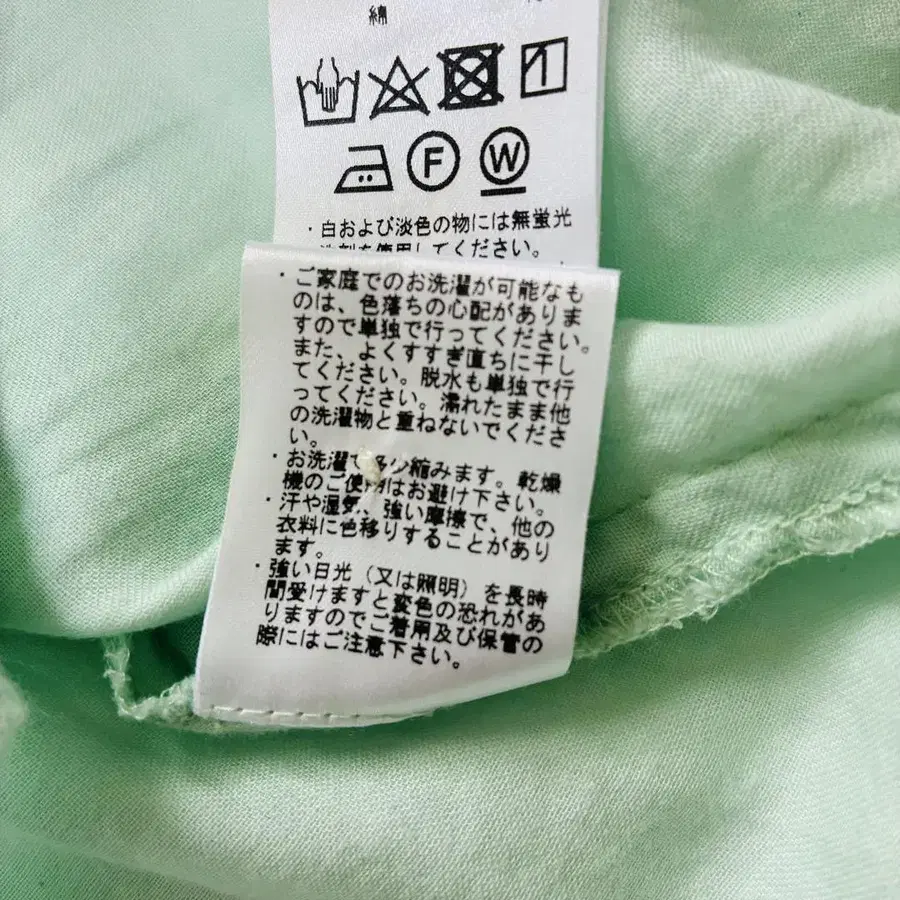 綿
F
W
・白および淡色の物には無蛍光
を使用してください。
・ご家庭でのお洗濯が可能なも
のは、色落ちの心配がありま
すので単独で行ってください。
また、よくすすぎ直ちに干し
てください。脱水も単独で行
ってください。濡れたまま他
の洗濯物と重ねないでくださ
い。
・お洗濯で多少縮みます。乾燥
機のご使用はお避け下さい。
・汗や湿気、強い摩擦で、他の
衣料に色移りすることがあり
ます。
・強い日光(又は照明)を長時
間受けますと変色の恐れがあ
りますのでご着用及び保管の
際にはご注意下さい。